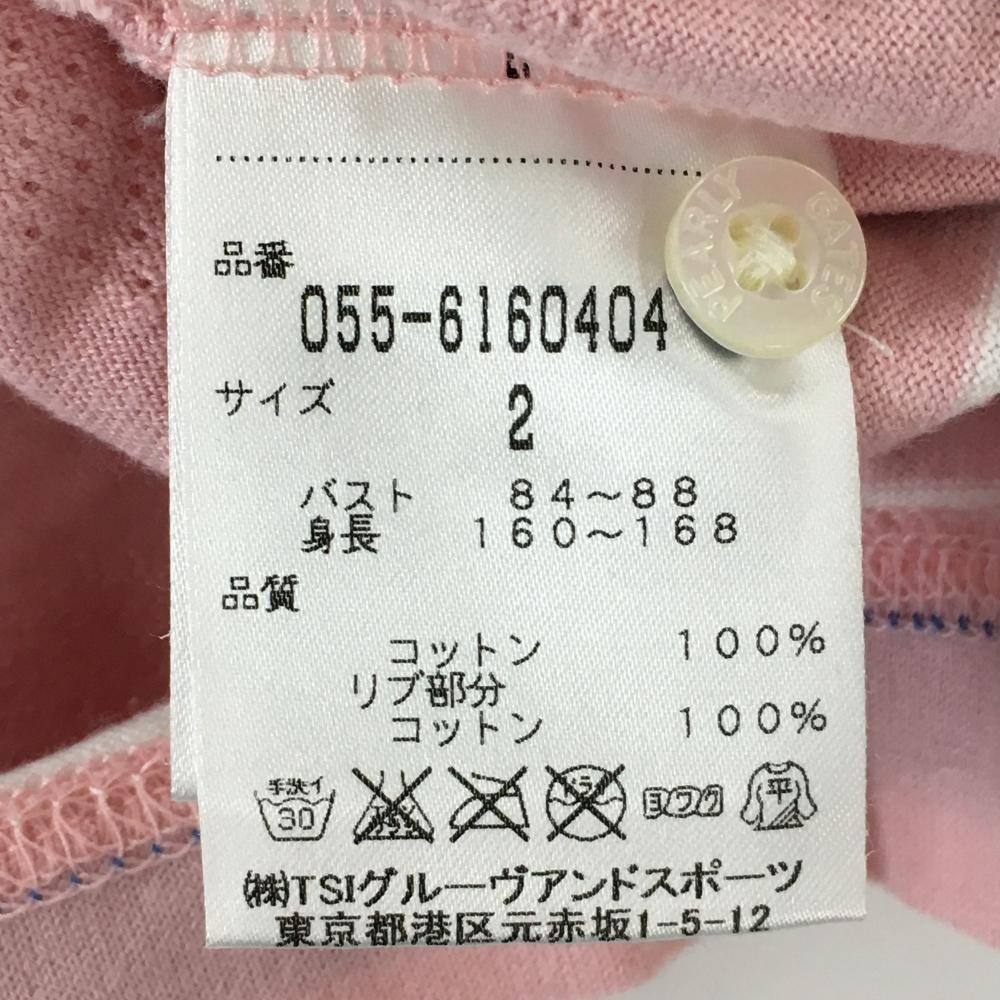 PEARLY GATES
品番
055-6160404
サイズ 2
バスト 84～88
身長 160～168
品質
コットン 100%
リブ部分
コットン 100%
手洗イ
30
ヨワク
平
㈱TSIグルーヴアンドスポーツ
東京都港区元赤坂1-5-12